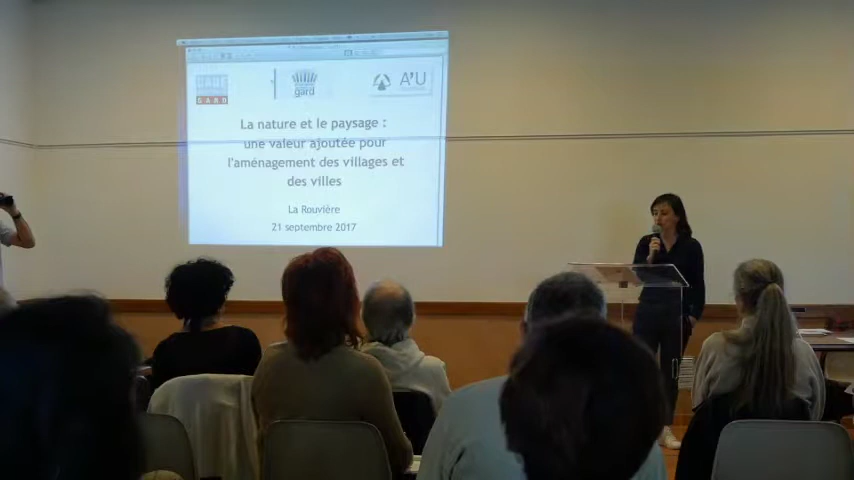 GARD
gard
A'U
La nature et le paysage :
une valeur ajoutée pour
l'aménagement des villages et
des villes
La Rouvière
21 septembre 2017